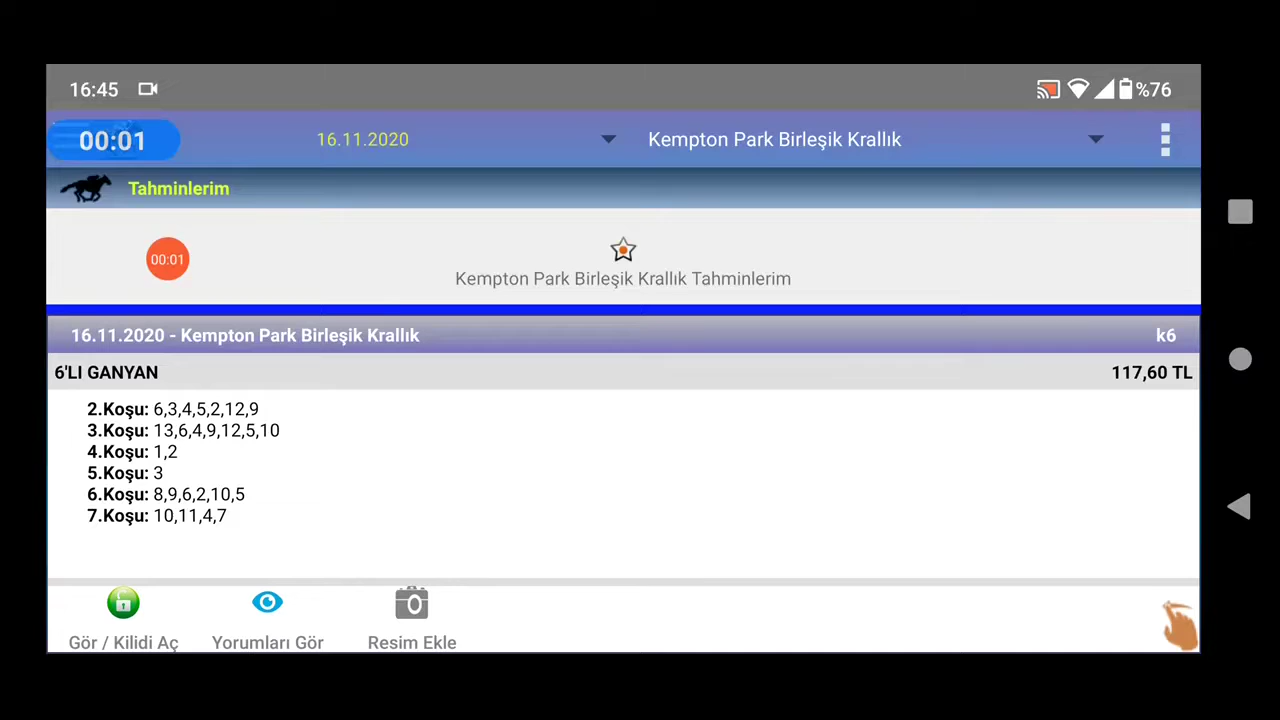 16:45 %76
00:01 16.11.2020 Kempton Park Birleşik Krallık
Tahminlerim
00:01
Kempton Park Birleşik Krallık Tahminlerim
16.11.2020 - Kempton Park Birleşik Krallık k6
6'LI GANYAN 117,60 TL
2.Koşu: 6,3,4,5,2,12,9
3.Koşu: 13,6,4,9,12,5,10
4.Koşu: 1,2
5.Koşu: 3
6.Koşu: 8,9,6,2,10,5
7.Koşu: 10,11,4,7
Gör / Kilidi Aç Yorumları Gör Resim Ekle